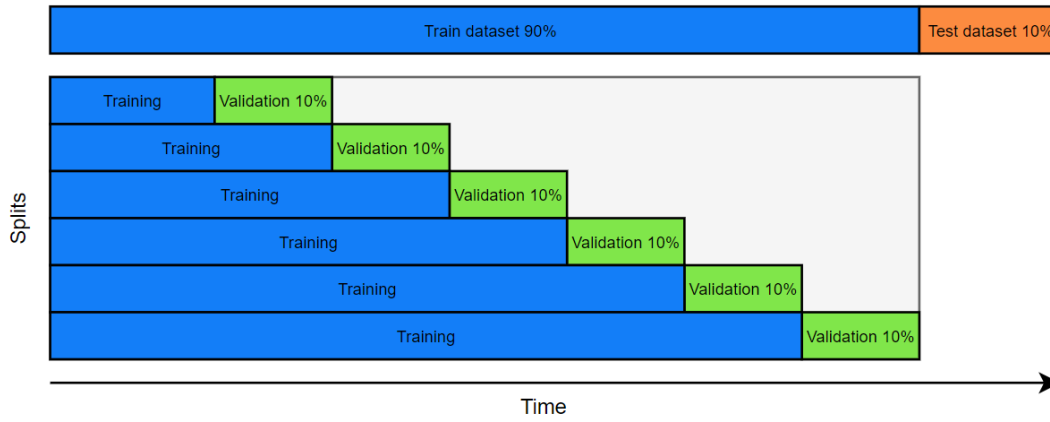 Train dataset 90%
Test dataset 10%
Training
Validation 10%
Training
Validation 10%
Training
Validation 10%
Training
Validation 10%
Training
Validation 10%
Training
Validation 10%
Splits
Time